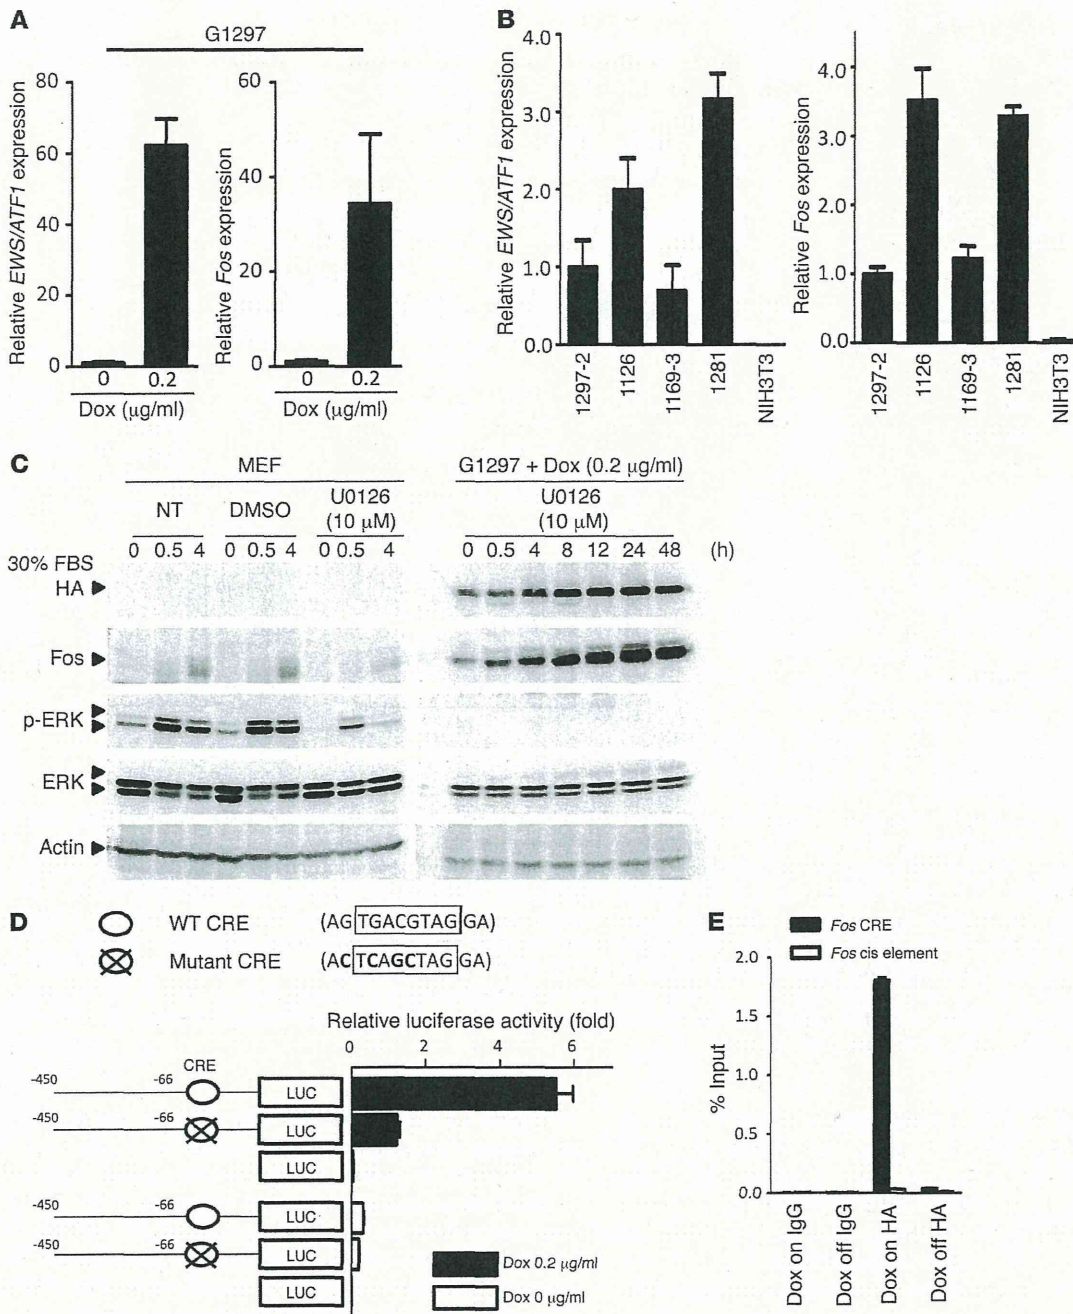 A
G1297
Relative EWS/ATF1 expression
80
60
40
20
0
0
0.2
Dox (μg/ml)
Relative Fos expression
60
40
20
0
0
0.2
Dox (μg/ml)
B
Relative EWS/ATF1 expression
4.0
3.0
2.0
1.0
0.0
1297-2
1126
1169-3
1281
NIH3T3
Relative Fos expression
4.0
3.0
2.0
1.0
0.0
1297-2
1126
1169-3
1281
NIH3T3
C
MEF
G1297 + Dox (0.2 μg/ml)
NT
DMSO
U0126
(10 μM)
U0126
(10 μM)
0 0.5 4 0 0.5 4 0 0.5 4
0 0.5 4 8 12 24 48 (h)
30% FBS
HA
Fos
p-ERK
ERK
Actin
D
WT CRE (AG TGACGTAG GA)
Mutant CRE (AC TCAGCTAG GA)
Relative luciferase activity (fold)
0 2 4 6
CRE
-450 -66 LUC
-450 -66 LUC
LUC
CRE
-450 -66 LUC
-450 -66 LUC
LUC
Dox 0.2 μg/ml
Dox 0 μg/ml
E
Fos CRE
Fos cis element
% Input
2.0
1.5
1.0
0.5
0.0
Dox on IgG
Dox off IgG
Dox on HA
Dox off HA